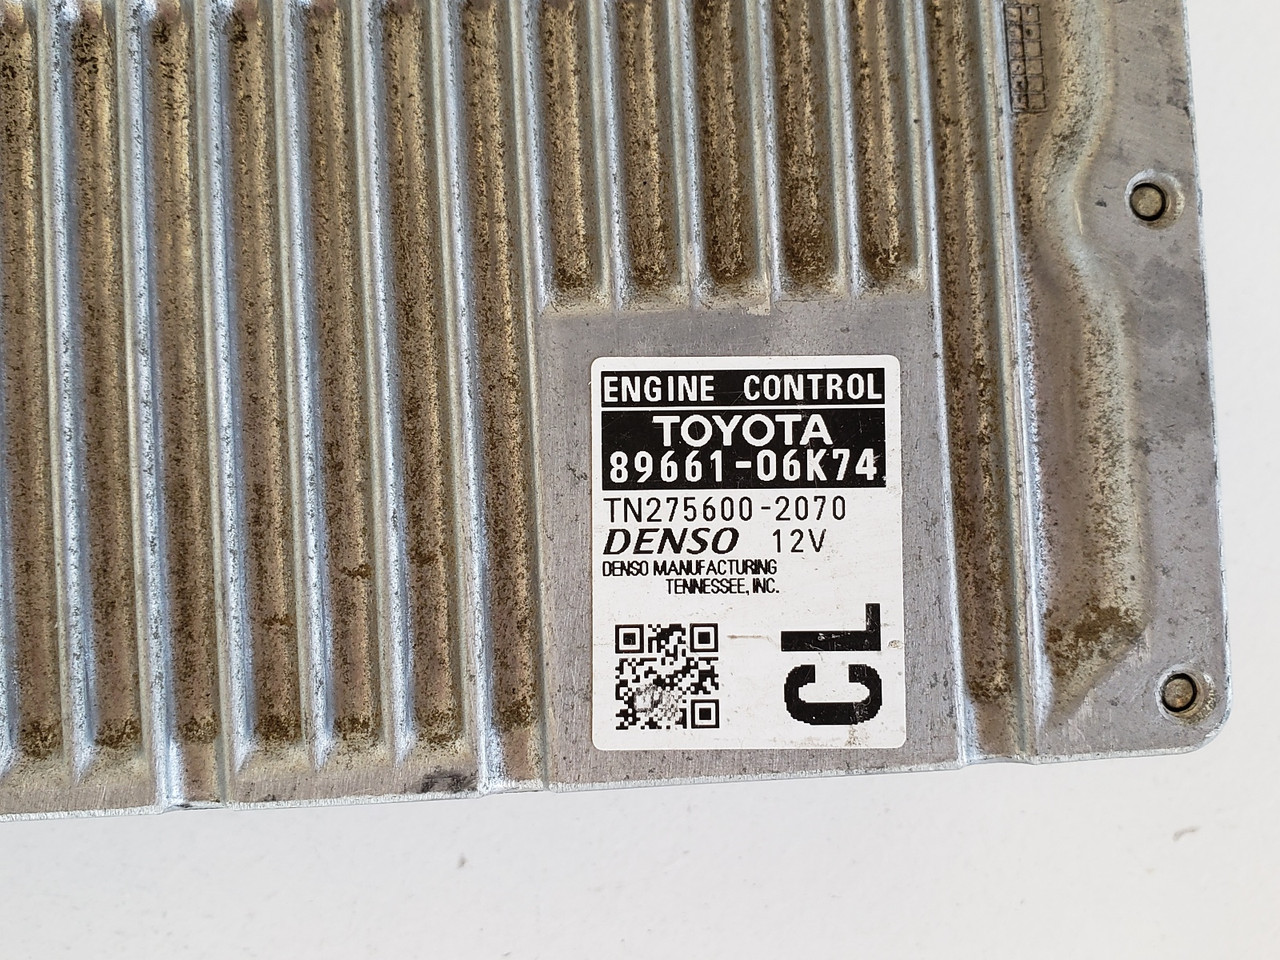 ENGINE CONTROL
TOYOTA
89661-06K74
TN275600-2070
DENSO 12V
DENSO MANUFACTURING
TENNESSEE, INC.
CL